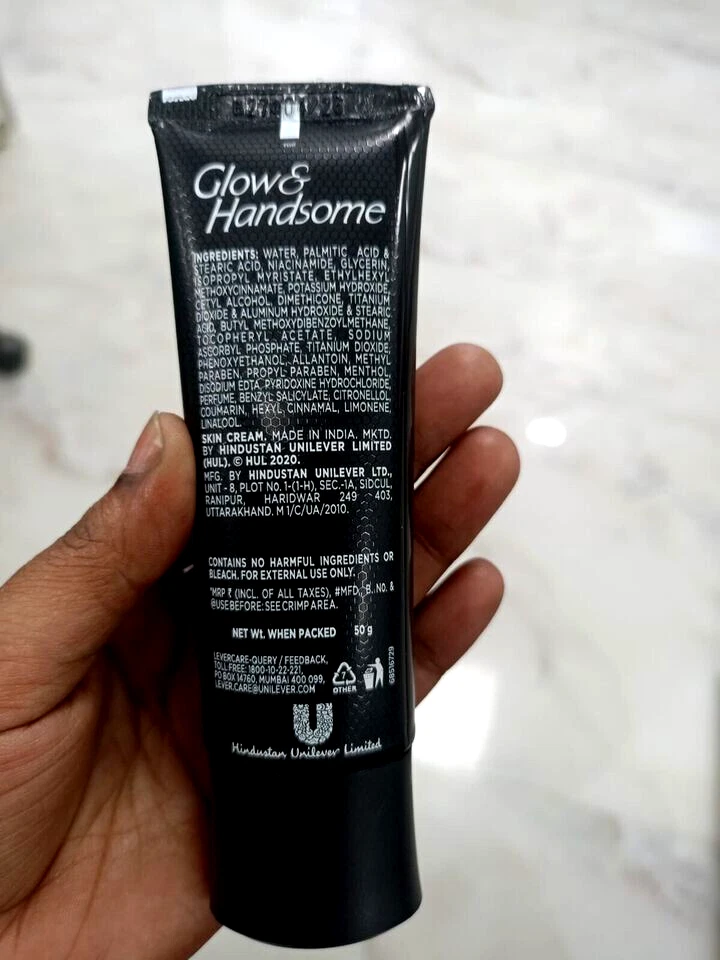 Glow &
Handsome
INGREDIENTS: WATER, PALMITIC ACID &
STEARIC ACID, NIACINAMIDE, GLYCERIN,
ISOPROPYL MYRISTATE, ETHYLHEXYL
METHOXYCINNAMATE, POTASSIUM HYDROXIDE,
CETYL ALCOHOL, DIMETHICONE, TITANIUM
DIOXIDE & ALUMINUM HYDROXIDE & STEARIC
ACID, BUTYL METHOXYDIBENZOYLMETHANE,
TOCOPHERYL ACETATE, SODIUM
ASCORBYL PHOSPHATE, TITANIUM DIOXIDE,
PHENOXYETHANOL, ALLANTOIN, METHYL
PARABEN, PROPYL PARABEN, MENTHOL,
DISODIUM EDTA, PYRIDOXINE HYDROCHLORIDE,
PERFUME, BENZYL SALICYLATE, CITRONELLOL,
COUMARIN, HEXYL CINNAMAL, LIMONENE,
LINALOOL.
SKIN CREAM. MADE IN INDIA. MKTD.
BY HINDUSTAN UNILEVER LIMITED
(HUL). © HUL 2020.
MFG. BY HINDUSTAN UNILEVER LTD.,
UNIT - 8, PLOT No. 1-(1-H), SEC.-1A, SIDCUL,
RANIPUR, HARIDWAR 249 403,
UTTARAKHAND. M 1/C/UA/2010.
CONTAINS NO HARMFUL INGREDIENTS OR
BLEACH. FOR EXTERNAL USE ONLY.
*MRP ₹ (INCL. OF ALL TAXES), #MFD., B. No. &
@USE BEFORE: SEE CRIMP AREA.
NET Wt. WHEN PACKED 50 g
LEVERCARE-QUERY / FEEDBACK,
TOLL FREE: 1800-10-22-221,
PO BOX 14760, MUMBAI 400 099,
LEVER.CARE@UNILEVER.COM
7
OTHER
68516729
Hindustan Unilever Limited